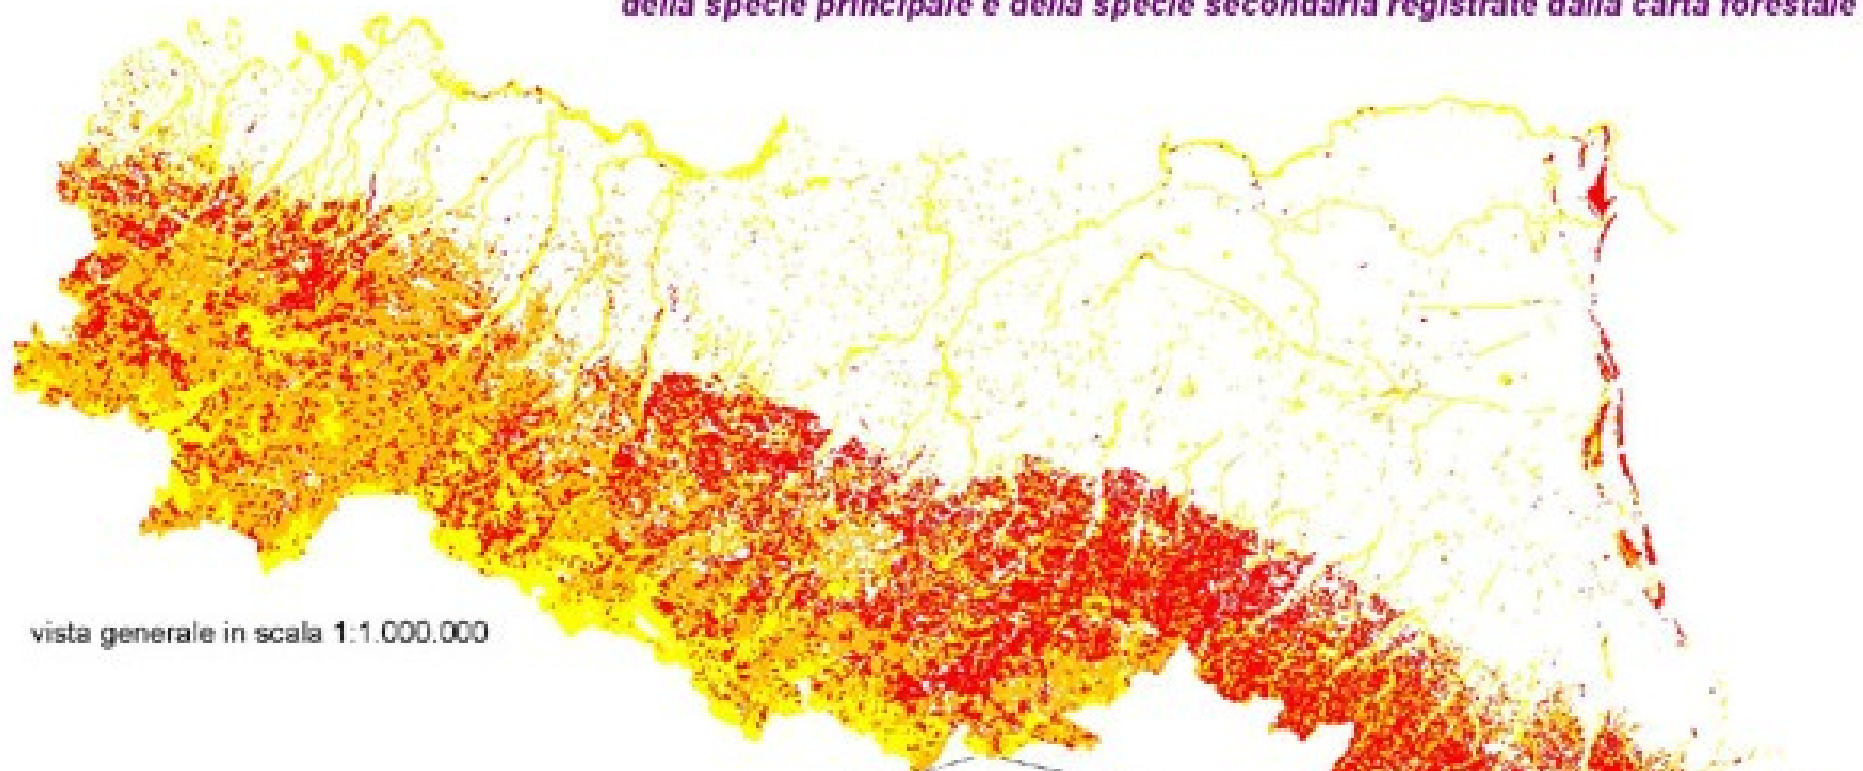 della specie principale e della specie secondaria registrate dalla carta forestale
vista generale in scala 1:1.000.000